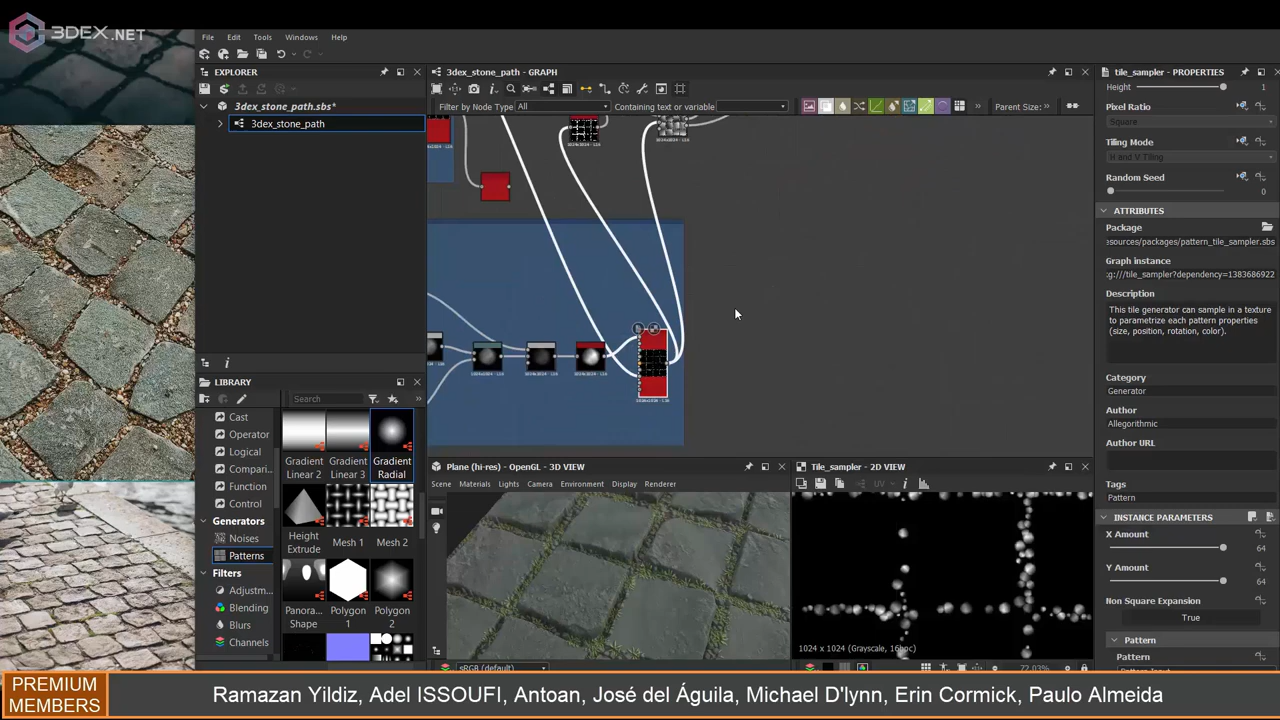 3DEX.NET
File Edit Tools Windows Help
EXPLORER
3dex_stone_path.sbs*
3dex_stone_path
LIBRARY
Search
Cast
Operator
Logical
Compari...
Function
Control
Generators
Noises
Patterns
Filters
Adjustm...
Blending
Blurs
Channels
Gradient Linear 2
Gradient Linear 3
Gradient Radial
Height Extrude
Mesh 1
Mesh 2
Panora... Shape
Polygon 1
Polygon 2
3dex_stone_path - GRAPH
Filter by Node Type All Containing text or variable Parent Size:
Plane (hi-res) - OpenGL - 3D VIEW
Scene Materials Lights Camera Environment Display Renderer
sRGB (default)
Tile_sampler - 2D VIEW
UV
1024 x 1024 (Grayscale, 16bpc)
72.03%
tile_sampler - PROPERTIES
Height 1
Pixel Ratio
Square
Tiling Mode
H and V Tiling
Random Seed
0
ATTRIBUTES
Package
esources/packages/pattern_tile_sampler.sbs
Graph instance
:g:///tile_sampler?dependency=1383686922
Description
This tile generator can sample in a texture
to parametrize each pattern properties
(size, position, rotation, color).
Category
Generator
Author
Allegorithmic
Author URL
Tags
Pattern
INSTANCE PARAMETERS
X Amount
64
Y Amount
64
Non Square Expansion
True
Pattern
Pattern
PREMIUM
MEMBERS
Ramazan Yildiz, Adel ISSOUFI, Antoan, José del Águila, Michael D'lynn, Erin Cormick, Paulo Almeida